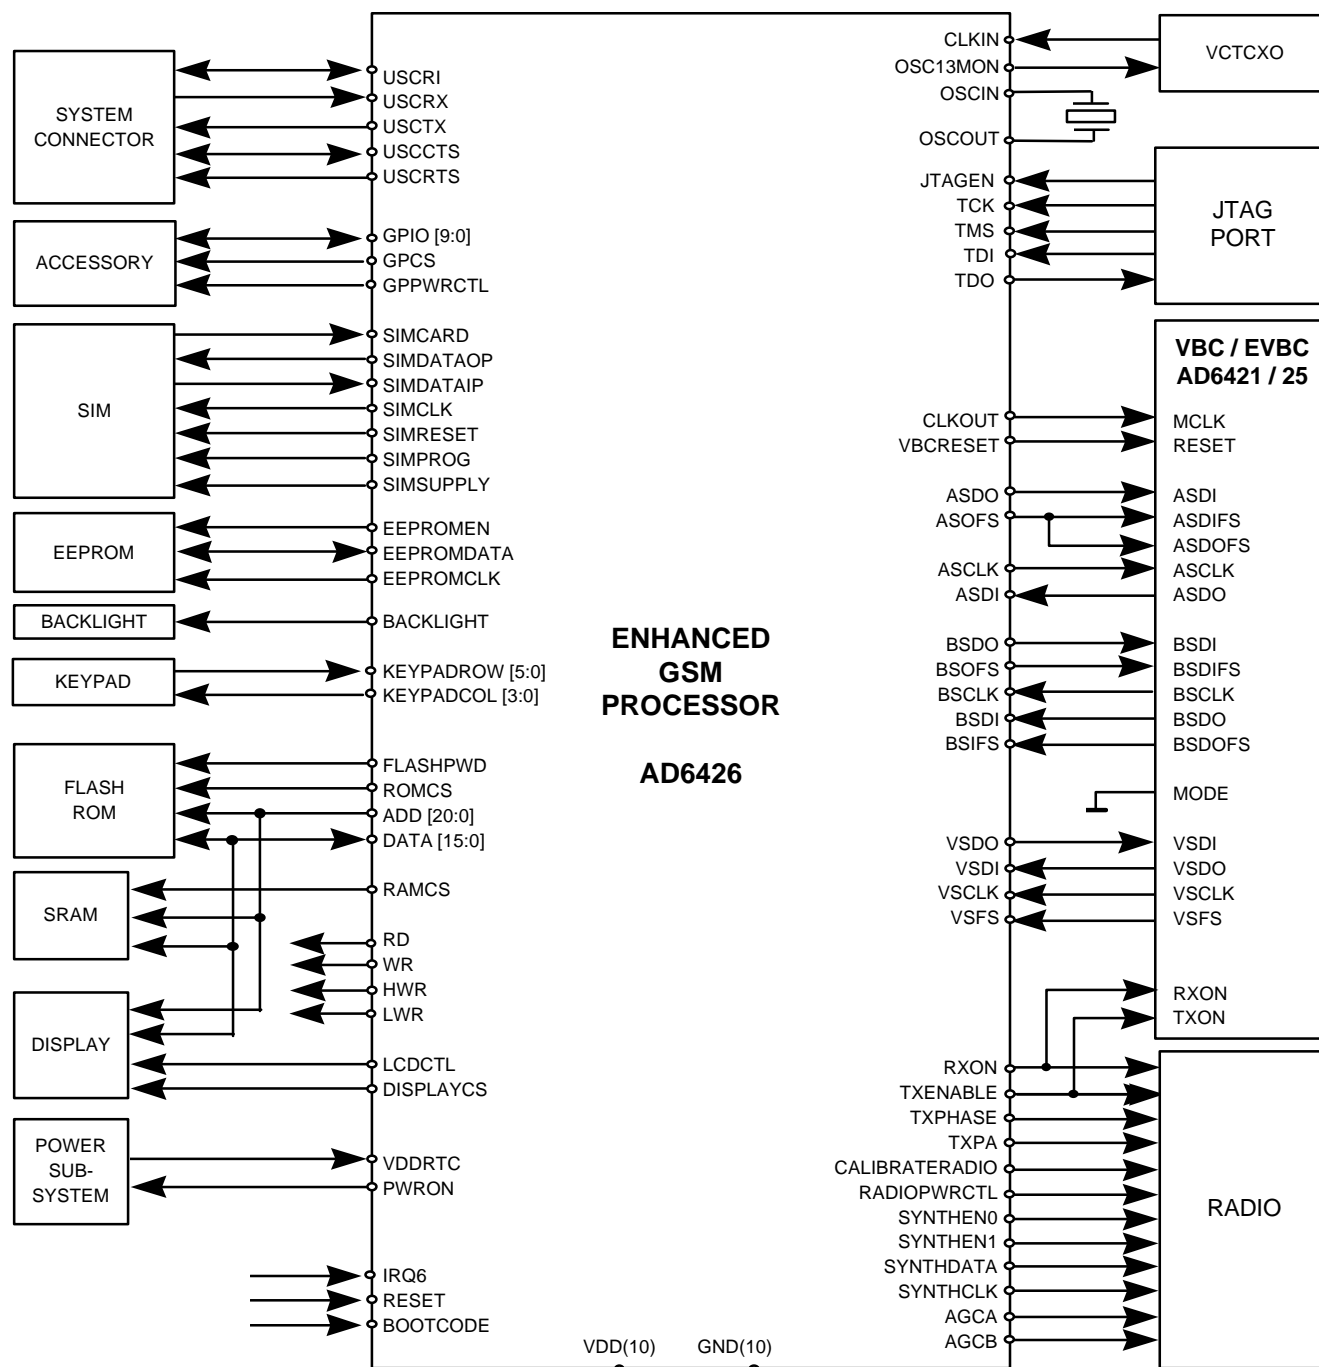 SYSTEM
CONNECTOR
USCRI
USCRX
USCTX
USCCTS
USCRTS
ACCESSORY
GPIO [9:0]
GPCS
GPPWRCTL
SIM
SIMCARD
SIMDATAOP
SIMDATAIP
SIMCLK
SIMRESET
SIMPROG
SIMSUPPLY
EEPROM
EEPROMEN
EEPROMDATA
EEPROMCLK
BACKLIGHT
BACKLIGHT
KEYPAD
KEYPADROW [5:0]
KEYPADCOL [3:0]
FLASH
ROM
FLASHPWD
ROMCS
ADD [20:0]
DATA [15:0]
SRAM
RAMCS
RD
WR
HWR
LWR
DISPLAY
LCDCTL
DISPLAYCS
POWER
SUB-
SYSTEM
VDDRTC
PWRON
IRQ6
RESET
BOOTCODE
ENHANCED
GSM
PROCESSOR
AD6426
VDD(10)
GND(10)
CLKIN
OSC13MON
OSCIN
OSCOUT
VCTCXO
JTAGEN
TCK
TMS
TDI
TDO
JTAG
PORT
VBC / EVBC
AD6421 / 25
CLKOUT
VBCRESET
ASDO
ASOFS
ASCLK
ASDI
BSDO
BSOFS
BSCLK
BSDI
BSIFS
VSDO
VSDI
VSCLK
VSFS
MCLK
RESET
ASDI
ASDIFS
ASDOFS
ASCLK
ASDO
BSDI
BSDIFS
BSCLK
BSDO
BSDOFS
MODE
VSDI
VSDO
VSCLK
VSFS
RXON
TXON
RXON
TXENABLE
TXPHASE
TXPA
CALIBRATERADIO
RADIOPWRCTL
SYNTHEN0
SYNTHEN1
SYNTHDATA
SYNTHCLK
AGCA
AGCB
RADIO